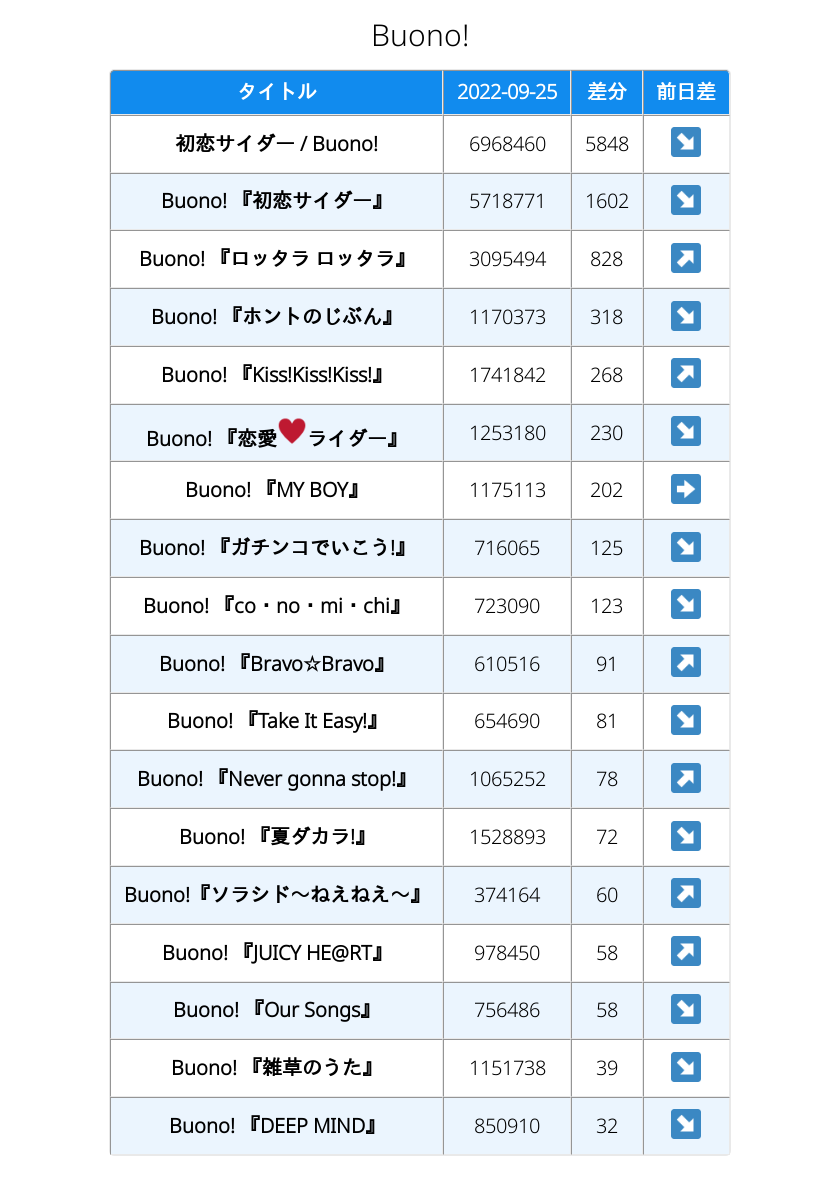 Buono!
タイトル 2022-09-25 差分 前日差
初恋サイダー / Buono! 6968460 5848 ↘
Buono! 『初恋サイダー』 5718771 1602 ↘
Buono! 『ロッタラ ロッタラ』 3095494 828 ↗
Buono! 『ホントのじぶん』 1170373 318 ↘
Buono! 『Kiss!Kiss!Kiss!』 1741842 268 ↗
Buono! 『恋愛♥ライダー』 1253180 230 ↘
Buono! 『MY BOY』 1175113 202 ➡
Buono! 『ガチンコでいこう!』 716065 125 ↘
Buono! 『co・no・mi・chi』 723090 123 ↘
Buono! 『Bravo☆Bravo』 610516 91 ↗
Buono! 『Take It Easy!』 654690 81 ↘
Buono! 『Never gonna stop!』 1065252 78 ↗
Buono! 『夏ダカラ!』 1528893 72 ↘
Buono!『ソラシド〜ねえねえ〜』 374164 60 ↗
Buono! 『JUICY HE@RT』 978450 58 ↗
Buono! 『Our Songs』 756486 58 ↘
Buono! 『雑草のうた』 1151738 39 ↘
Buono! 『DEEP MIND』 850910 32 ↘